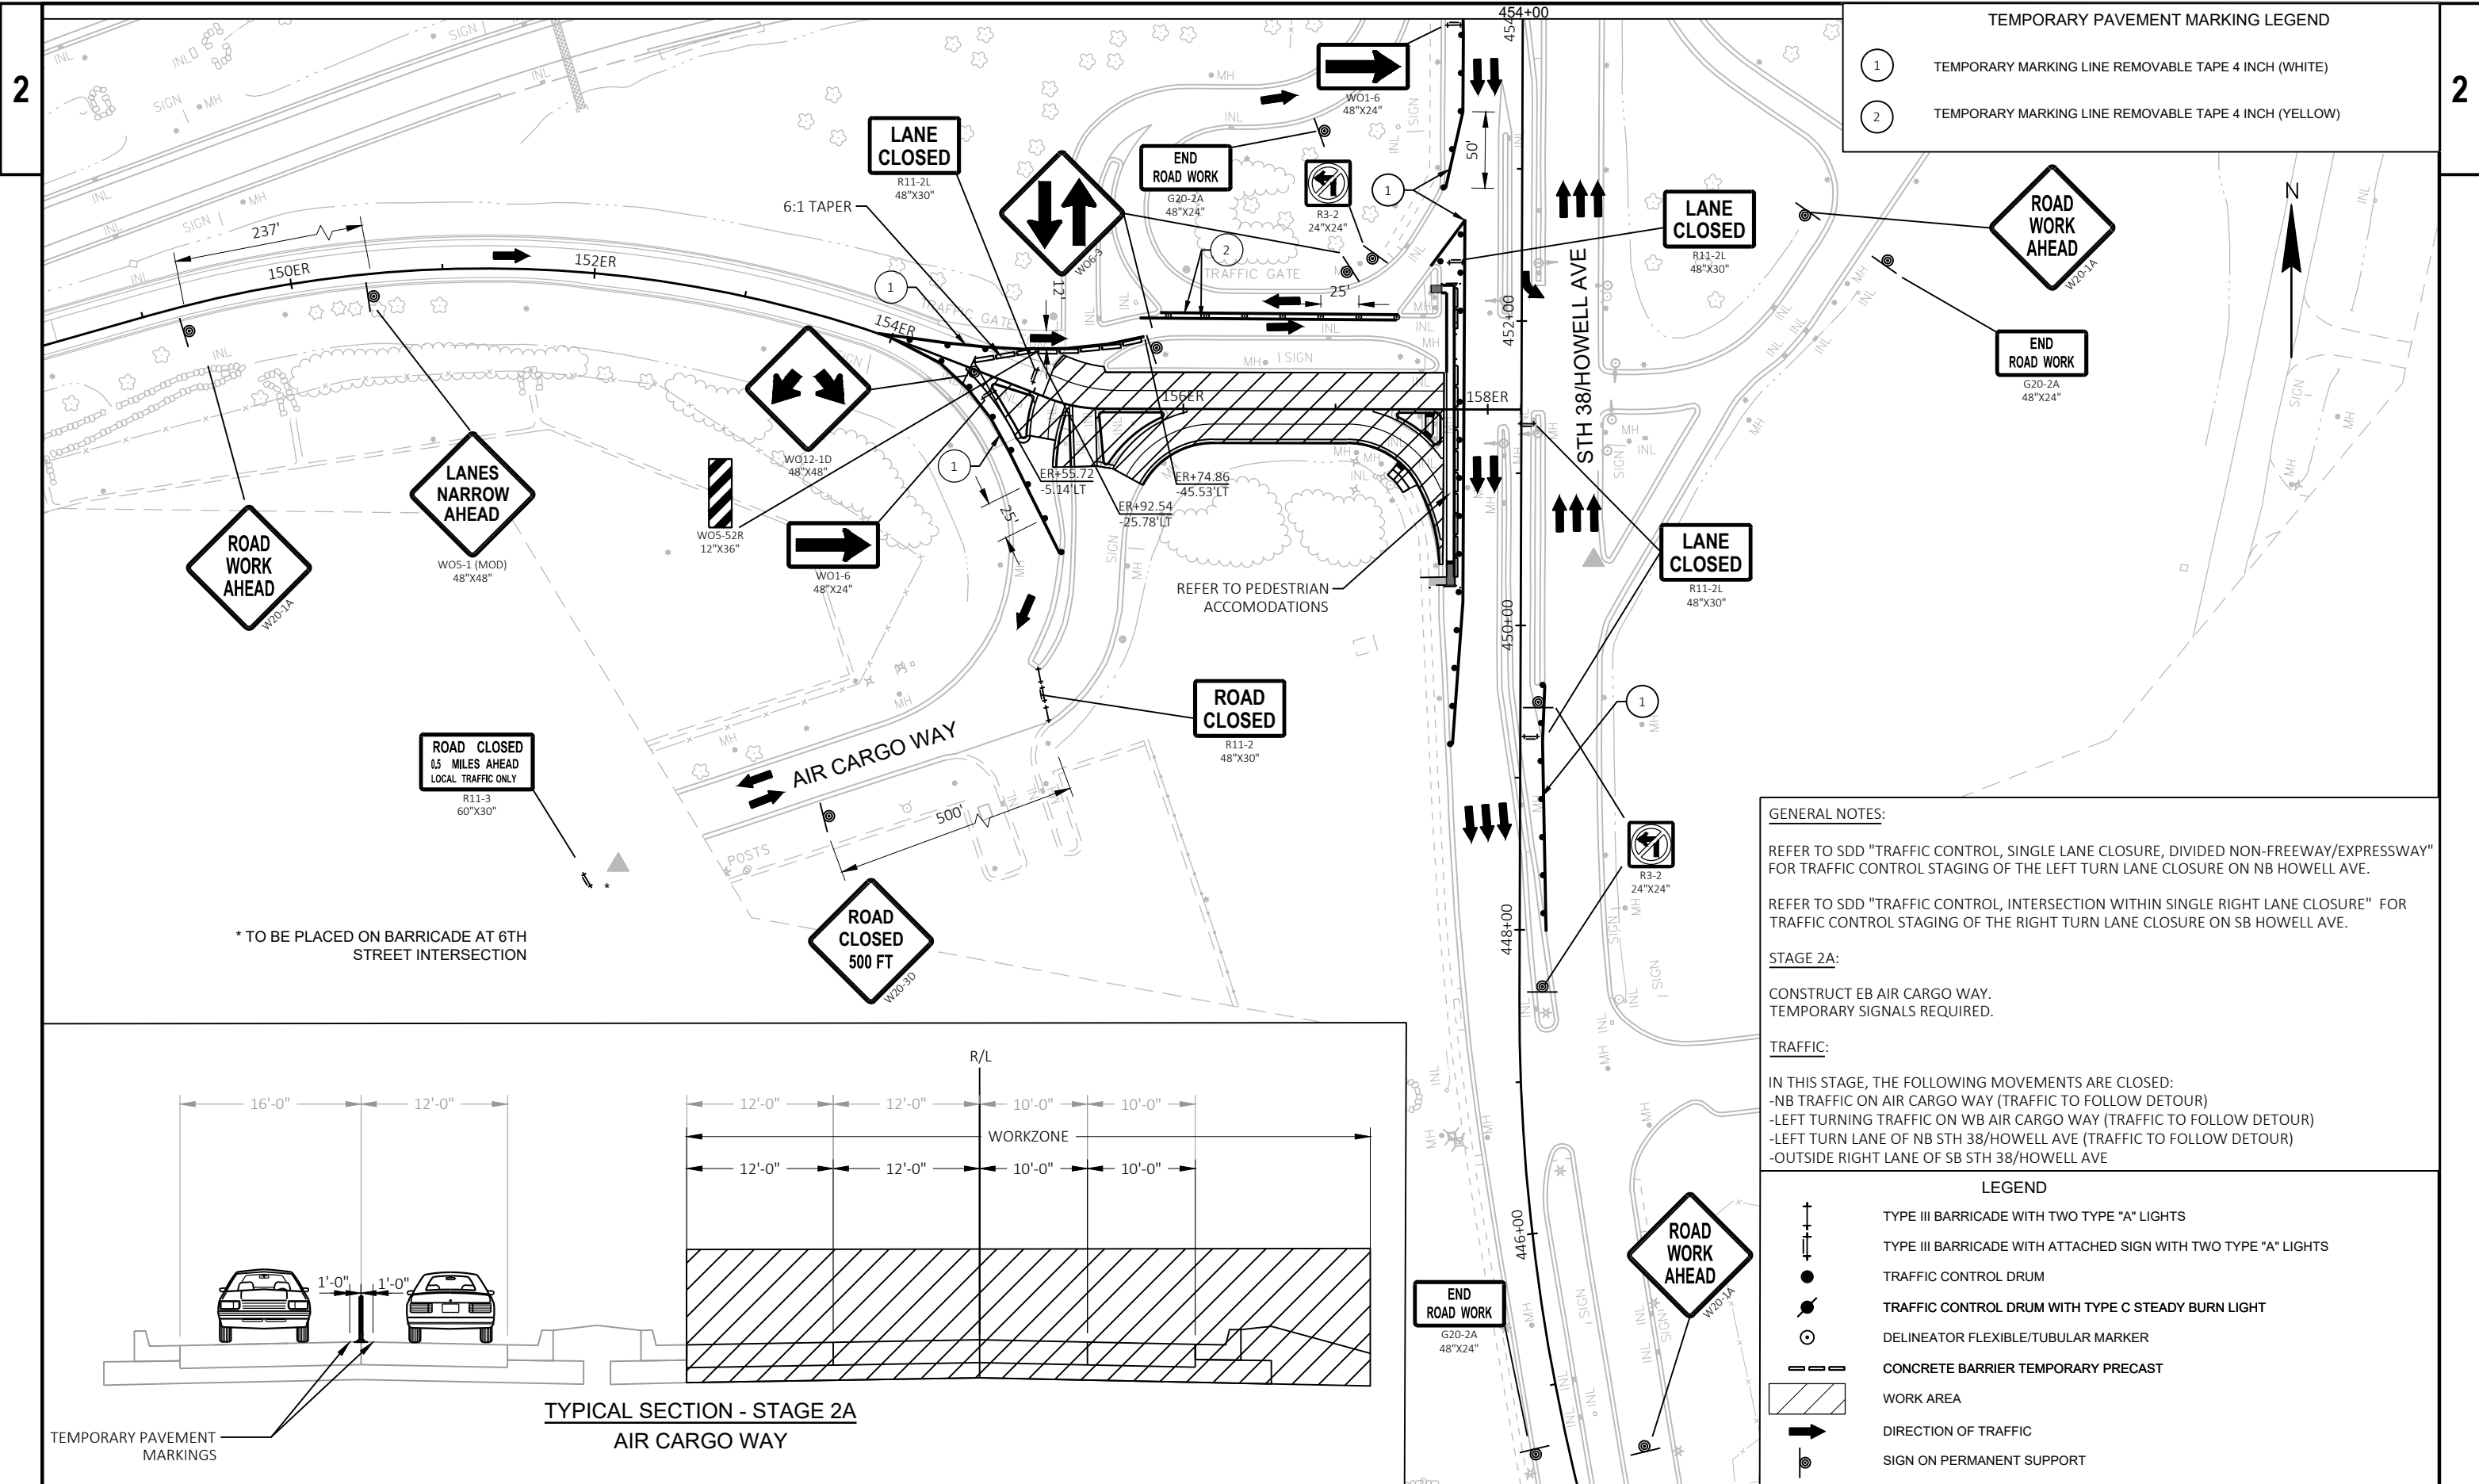 2
2
454+00
454
TEMPORARY PAVEMENT MARKING LEGEND
1 TEMPORARY MARKING LINE REMOVABLE TAPE 4 INCH (WHITE)
2 TEMPORARY MARKING LINE REMOVABLE TAPE 4 INCH (YELLOW)
WO1-6
48"X24"
LANE
CLOSED
R11-2L
48"X30"
END
ROAD WORK
G20-2A
48"X24"
R3-2
24"X24"
50'
1
6:1 TAPER
WO6-3
2
TRAFFIC GATE
LANE
CLOSED
R11-2L
48"X30"
ROAD
WORK
AHEAD
W20-1A
N
237'
150ER
152ER
154ER
1
TRAFFIC GATE
12'
25'
452+00
STH 38/HOWELL AVE
END
ROAD WORK
G20-2A
48"X24"
WO12-1D
48"X48"
156ER
158ER
LANES
NARROW
AHEAD
WO5-1 (MOD)
48"X48"
WO5-52R
12"X36"
1
ER+55.72
-5.14'LT
ER+74.86
-45.53'LT
ER+92.54
-25.78'LT
25'
ROAD
WORK
AHEAD
W20-1A
WO1-6
48"X24"
LANE
CLOSED
R11-2L
48"X30"
REFER TO PEDESTRIAN
ACCOMODATIONS
450+00
ROAD
CLOSED
R11-2
48"X30"
1
AIR CARGO WAY
ROAD CLOSED
0.5 MILES AHEAD
LOCAL TRAFFIC ONLY
R11-3
60"X30"
500'
POSTS
R3-2
24"X24"
*
* TO BE PLACED ON BARRICADE AT 6TH
STREET INTERSECTION
ROAD
CLOSED
500 FT
W20-3D
448+00
GENERAL NOTES:
REFER TO SDD "TRAFFIC CONTROL, SINGLE LANE CLOSURE, DIVIDED NON-FREEWAY/EXPRESSWAY"
FOR TRAFFIC CONTROL STAGING OF THE LEFT TURN LANE CLOSURE ON NB HOWELL AVE.
REFER TO SDD "TRAFFIC CONTROL, INTERSECTION WITHIN SINGLE RIGHT LANE CLOSURE" FOR
TRAFFIC CONTROL STAGING OF THE RIGHT TURN LANE CLOSURE ON SB HOWELL AVE.
STAGE 2A:
CONSTRUCT EB AIR CARGO WAY.
TEMPORARY SIGNALS REQUIRED.
TRAFFIC:
IN THIS STAGE, THE FOLLOWING MOVEMENTS ARE CLOSED:
-NB TRAFFIC ON AIR CARGO WAY (TRAFFIC TO FOLLOW DETOUR)
-LEFT TURNING TRAFFIC ON WB AIR CARGO WAY (TRAFFIC TO FOLLOW DETOUR)
-LEFT TURN LANE OF NB STH 38/HOWELL AVE (TRAFFIC TO FOLLOW DETOUR)
-OUTSIDE RIGHT LANE OF SB STH 38/HOWELL AVE
446+00
END
ROAD WORK
G20-2A
48"X24"
ROAD
WORK
AHEAD
W20-1A
R/L
16'-0" 12'-0" 12'-0" 12'-0" 10'-0" 10'-0"
WORKZONE
12'-0" 12'-0" 10'-0" 10'-0"
1'-0" 1'-0"
TEMPORARY PAVEMENT
MARKINGS
TYPICAL SECTION - STAGE 2A
AIR CARGO WAY
LEGEND
TYPE III BARRICADE WITH TWO TYPE "A" LIGHTS
TYPE III BARRICADE WITH ATTACHED SIGN WITH TWO TYPE "A" LIGHTS
TRAFFIC CONTROL DRUM
TRAFFIC CONTROL DRUM WITH TYPE C STEADY BURN LIGHT
DELINEATOR FLEXIBLE/TUBULAR MARKER
CONCRETE BARRIER TEMPORARY PRECAST
WORK AREA
DIRECTION OF TRAFFIC
SIGN ON PERMANENT SUPPORT